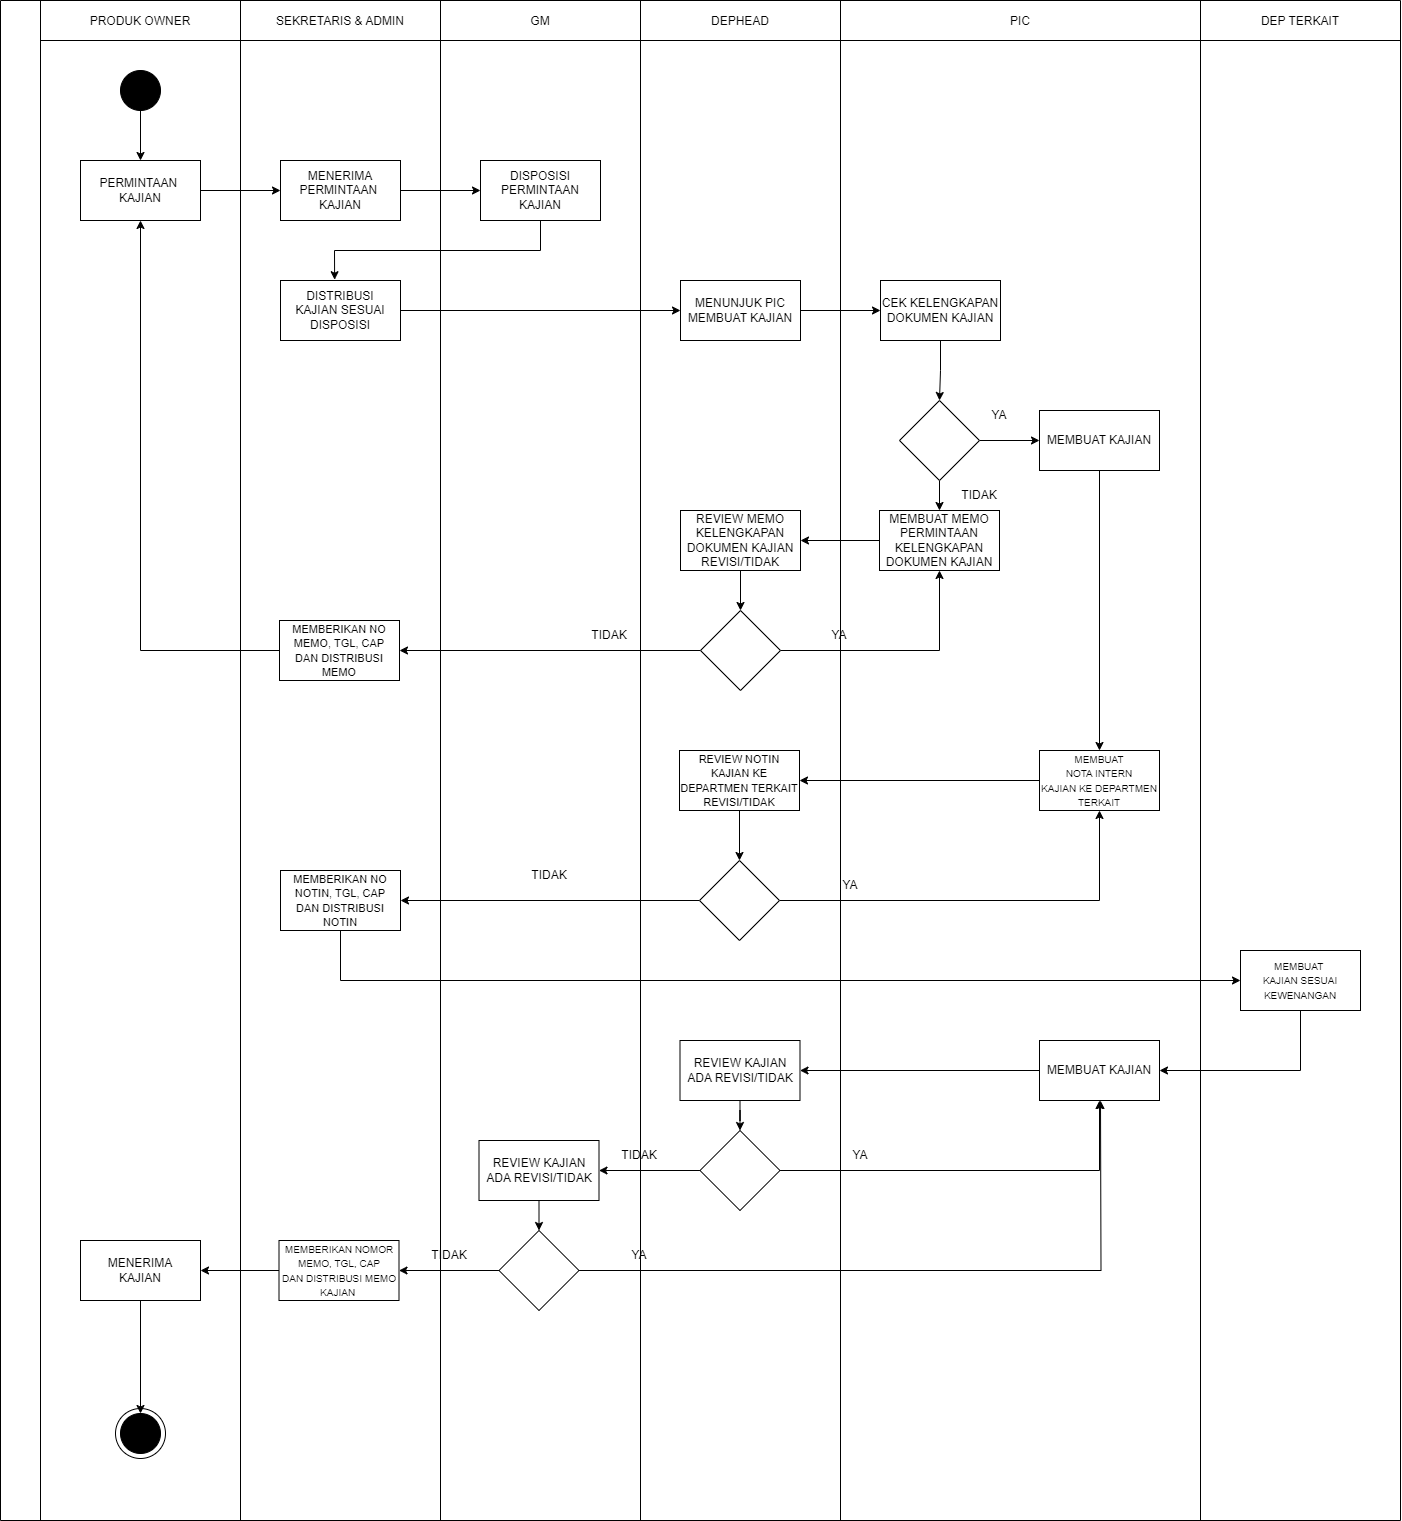 PRODUK OWNER
SEKRETARIS & ADMIN
GM
DEPHEAD
PIC
DEP TERKAIT
PERMINTAAN
KAJIAN
MENERIMA
PERMINTAAN
KAJIAN
DISPOSISI
PERMINTAAN
KAJIAN
DISTRIBUSI
KAJIAN SESUAI
DISPOSISI
MENUNJUK PIC
MEMBUAT KAJIAN
CEK KELENGKAPAN
DOKUMEN KAJIAN
YA
MEMBUAT KAJIAN
TIDAK
REVIEW MEMO
KELENGKAPAN
DOKUMEN KAJIAN
REVISI/TIDAK
MEMBUAT MEMO
PERMINTAAN
KELENGKAPAN
DOKUMEN KAJIAN
MEMBERIKAN NO
MEMO, TGL, CAP
DAN DISTRIBUSI
MEMO
TIDAK
YA
REVIEW NOTIN
KAJIAN KE
DEPARTMEN TERKAIT
REVISI/TIDAK
MEMBUAT
NOTA INTERN
KAJIAN KE DEPARTMEN
TERKAIT
MEMBERIKAN NO
NOTIN, TGL, CAP
DAN DISTRIBUSI
NOTIN
TIDAK
YA
MEMBUAT
KAJIAN SESUAI
KEWENANGAN
REVIEW KAJIAN
ADA REVISI/TIDAK
MEMBUAT KAJIAN
REVIEW KAJIAN
ADA REVISI/TIDAK
TIDAK
YA
MENERIMA
KAJIAN
MEMBERIKAN NOMOR
MEMO, TGL, CAP
DAN DISTRIBUSI MEMO
KAJIAN
TIDAK
YA